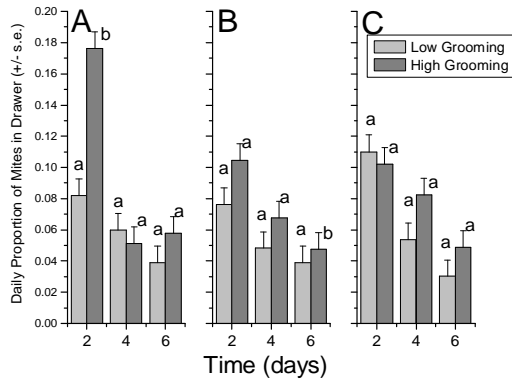 A
B
C
Low Grooming
High Grooming
Daily Proportion of Mites in Drawer (+/- s.e.)
0.20
0.18
0.16
0.14
0.12
0.10
0.08
0.06
0.04
0.02
0.00
a b a a a a
a a a a a b
a a a a a a
2 4 6 2 4 6 2 4 6
Time (days)